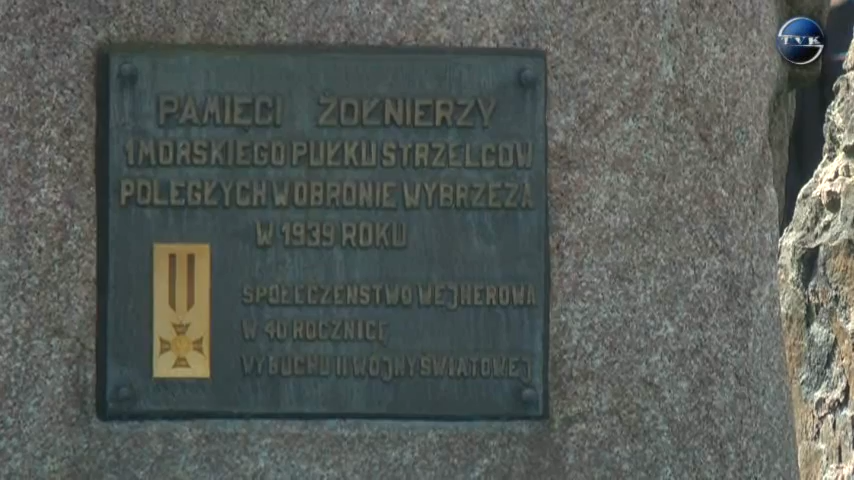 TVK
PAMIĘCI ŻOŁNIERZY
1 MORSKIEGO PUŁKU STRZELCÓW
POLEGŁYCH W OBRONIE WYBRZEŻA
W 1939 ROKU
SPOŁECZEŃSTWO WEJHEROWA
W 40 ROCZNICĘ
WYBUCHU II WOJNY ŚWIATOWEJ